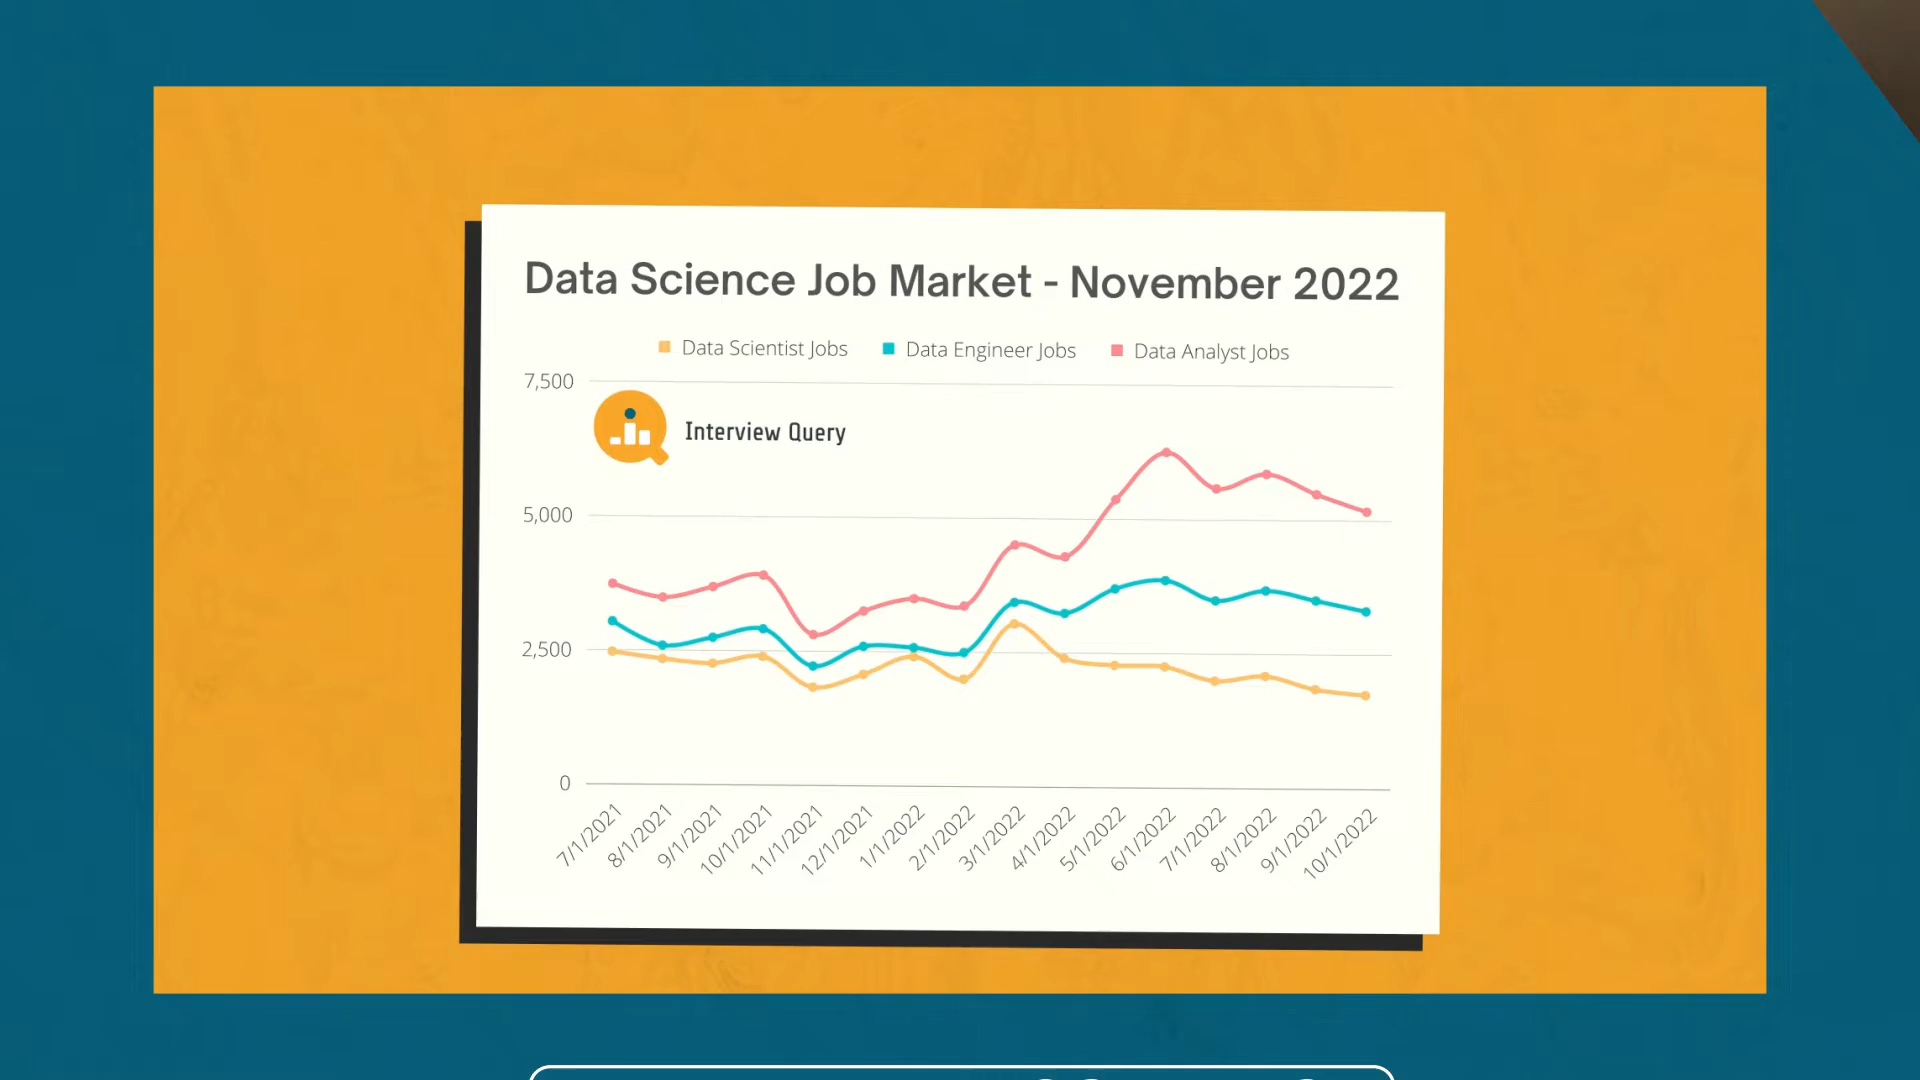 Data Science Job Market - November 2022
Data Scientist Jobs Data Engineer Jobs Data Analyst Jobs
7,500
Interview Query
5,000
2,500
0
7/1/2021 8/1/2021 9/1/2021 10/1/2021 11/1/2021 12/1/2021 1/1/2022 2/1/2022 3/1/2022 4/1/2022 5/1/2022 6/1/2022 7/1/2022 8/1/2022 9/1/2022 10/1/2022